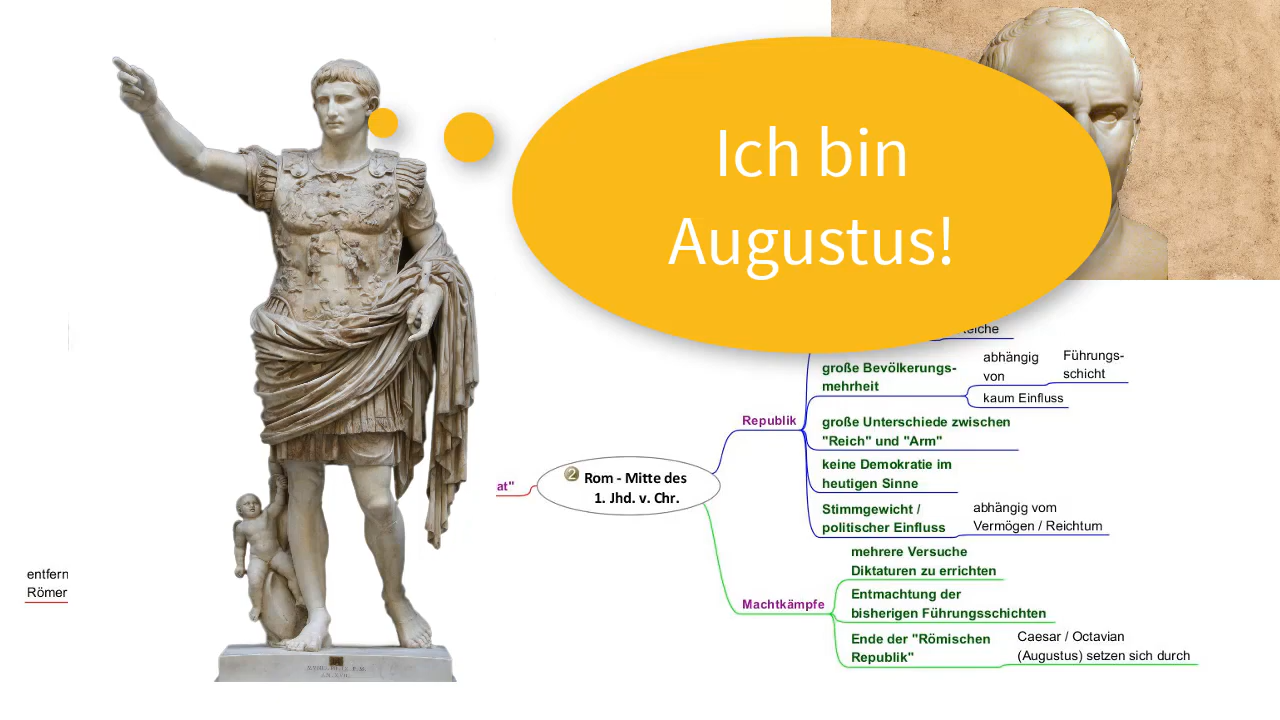 Ich bin
Augustus!
eiche
große Bevölkerungs-
mehrheit
abhängig
von
Führungs-
schicht
kaum Einfluss
Republik
große Unterschiede zwischen
"Reich" und "Arm"
keine Demokratie im
heutigen Sinne
Stimmgewicht /
politischer Einfluss
abhängig vom
Vermögen / Reichtum
at"
2 Rom - Mitte des
1. Jhd. v. Chr.
entfern
Römer
mehrere Versuche
Diktaturen zu errichten
Machtkämpfe
Entmachtung der
bisherigen Führungsschichten
Ende der "Römischen
Republik"
Caesar / Octavian
(Augustus) setzen sich durch